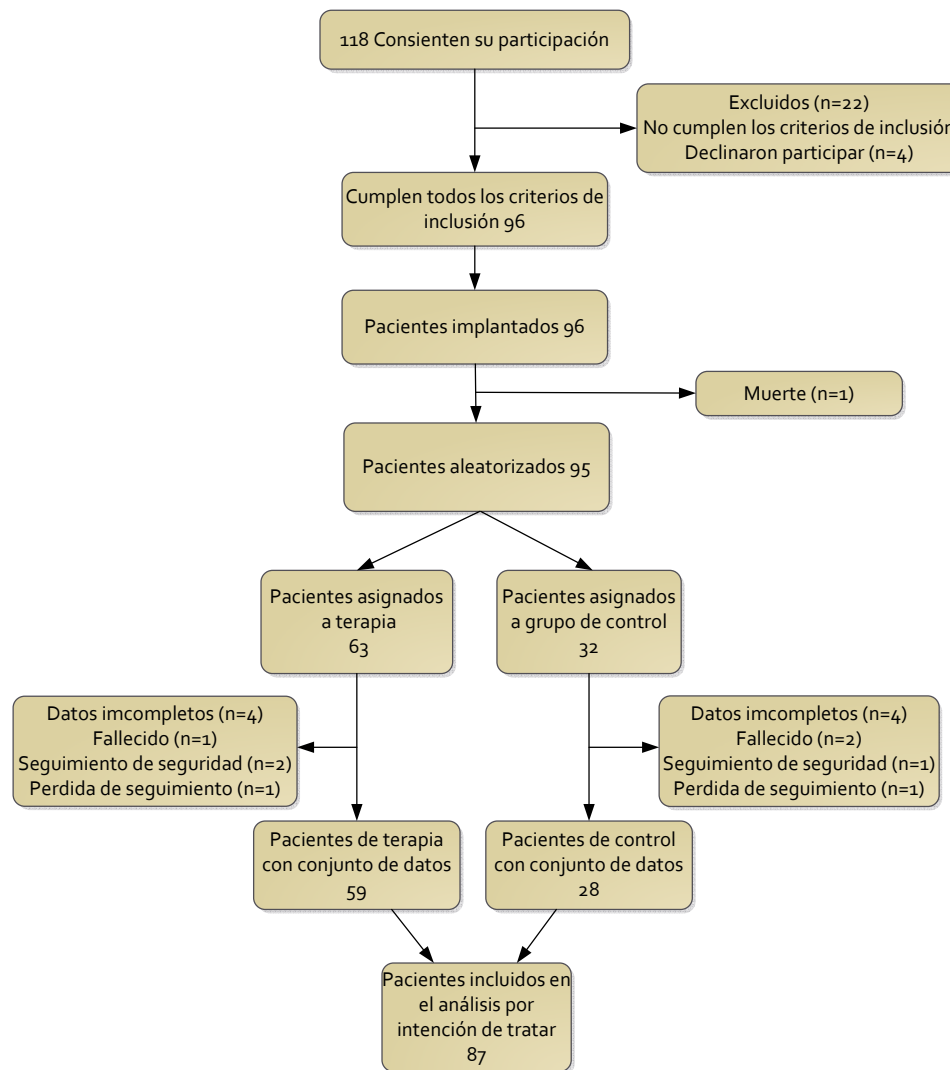 118 Consienten su participación
Excluidos (n=22)
No cumplen los criterios de inclusión
Declinaron participar (n=4)
Cumplen todos los criterios de
inclusión 96
Pacientes implantados 96
Muerte (n=1)
Pacientes aleatorizados 95
Pacientes asignados
a terapia
63
Pacientes asignados
a grupo de control
32
Datos imcompletos (n=4)
Fallecido (n=1)
Seguimiento de seguridad (n=2)
Perdida de seguimiento (n=1)
Datos imcompletos (n=4)
Fallecido (n=2)
Seguimiento de seguridad (n=1)
Perdida de seguimiento (n=1)
Pacientes de terapia
con conjunto de datos
59
Pacientes de control
con conjunto de datos
28
Pacientes incluidos en
el análisis por
intención de tratar
87